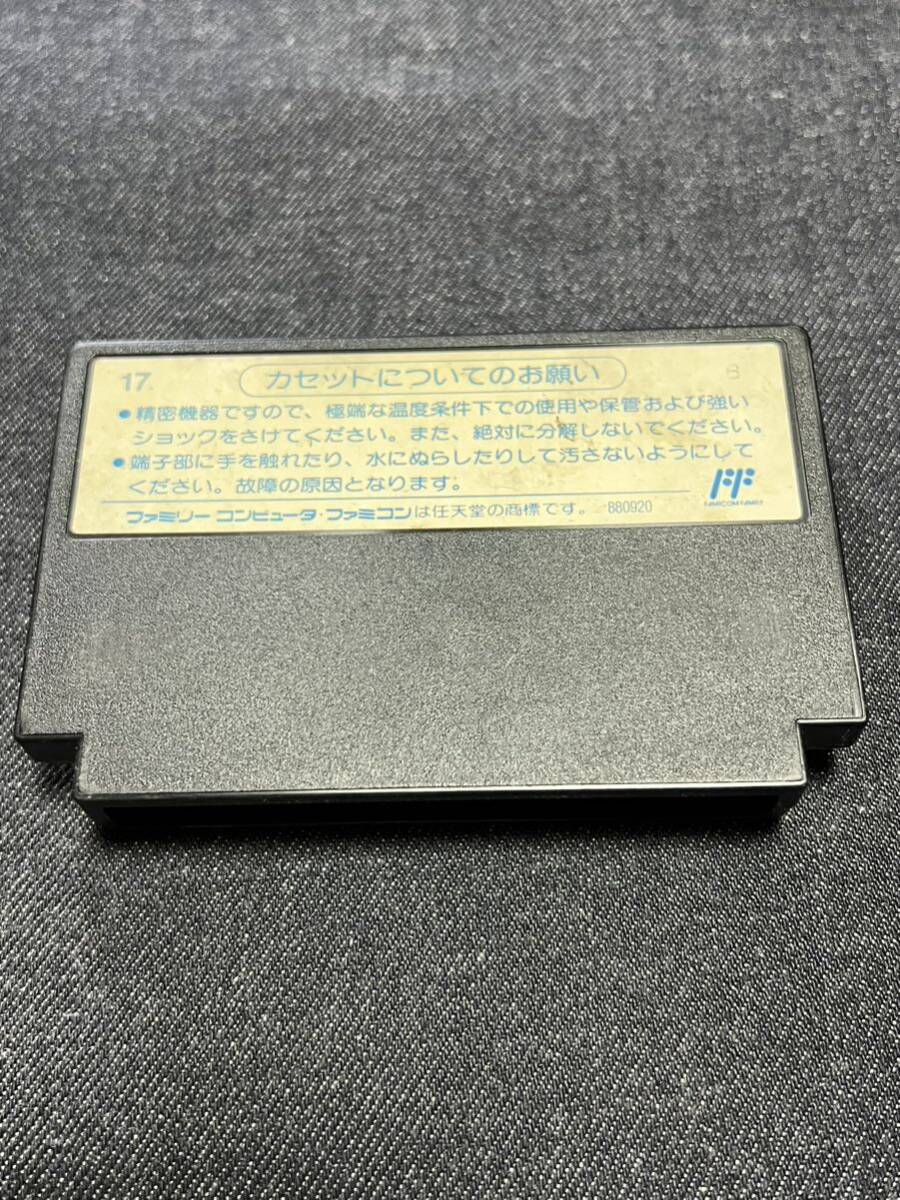 17. カセットについてのお願い B
●精密機器ですので、極端な温度条件下での使用や保管および強い
ショックをさけてください。また、絶対に分解しないでください。
●端子部に手を触れたり、水にぬらしたりして汚さないようにして
ください。故障の原因となります。
FF
FAMICOM FAMILY
ファミリーコンピュータ・ファミコンは任天堂の商標です。 880920